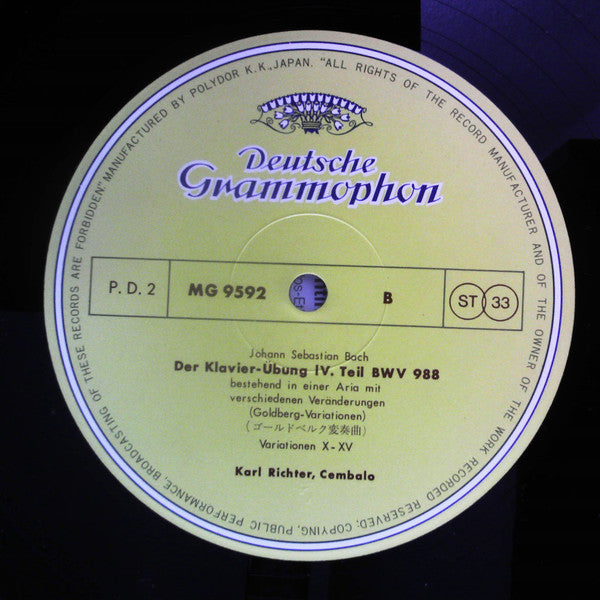 MANUFACTURED BY POLYDOR K.K., JAPAN. "ALL RIGHTS OF THE RECORD MANUFACTURER AND OF THE OWNER OF THE WORK RECORDED RESERVED; COPYING, PUBLIC PERFORMANCE, BROADCASTING OF THESE RECORDS ARE FORBIDDEN"
Deutsche
Grammophon
P. D. 2
MG 9592
B
ST 33
Johann Sebastian Bach
Der Klavier-Übung IV. Teil BWV 988
bestehend in einer Aria mit
verschiedenen Veränderungen
(Goldberg-Variationen)
(ゴールドベルク変奏曲)
Variationen X-XV
Karl Richter, Cembalo